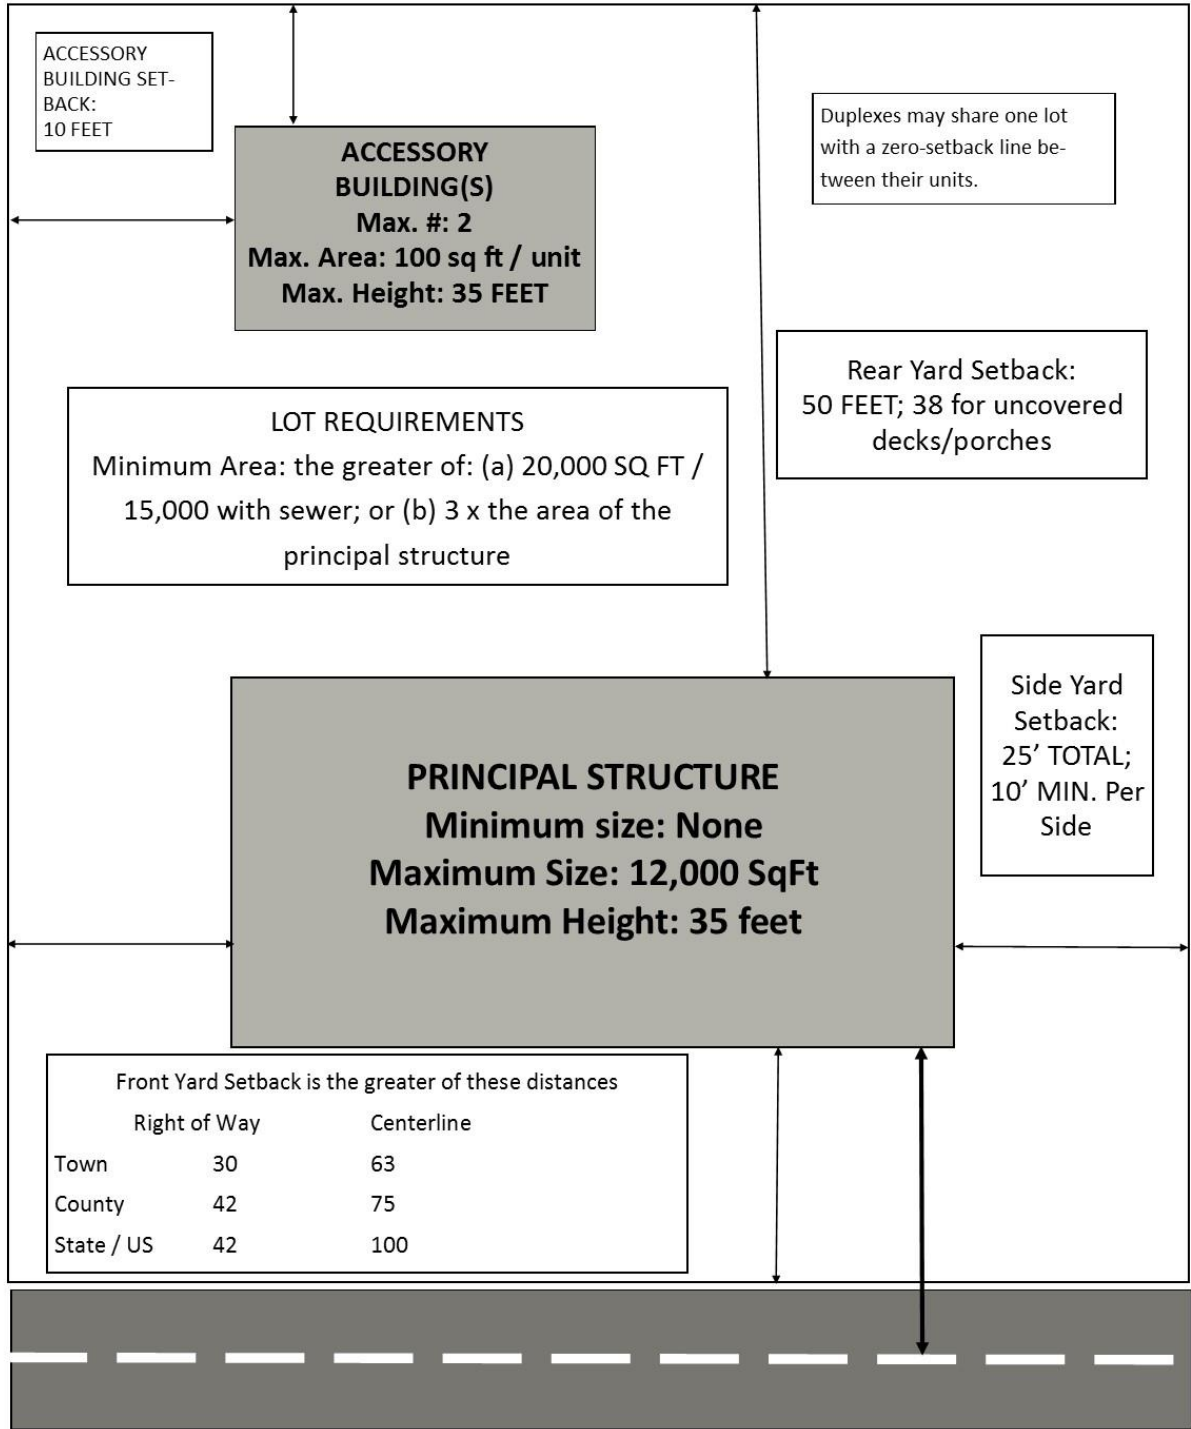 ACCESSORY
BUILDING SET-
BACK:
10 FEET
ACCESSORY
BUILDING(S)
Max. #: 2
Max. Area: 100 sq ft / unit
Max. Height: 35 FEET
Duplexes may share one lot
with a zero-setback line be-
tween their units.
Rear Yard Setback:
50 FEET; 38 for uncovered
decks/porches
LOT REQUIREMENTS
Minimum Area: the greater of: (a) 20,000 SQ FT /
15,000 with sewer; or (b) 3 x the area of the
principal structure
Side Yard
Setback:
25’ TOTAL;
10’ MIN. Per
Side
PRINCIPAL STRUCTURE
Minimum size: None
Maximum Size: 12,000 SqFt
Maximum Height: 35 feet
Front Yard Setback is the greater of these distances
Right of Way Centerline
Town 30 63
County 42 75
State / US 42 100